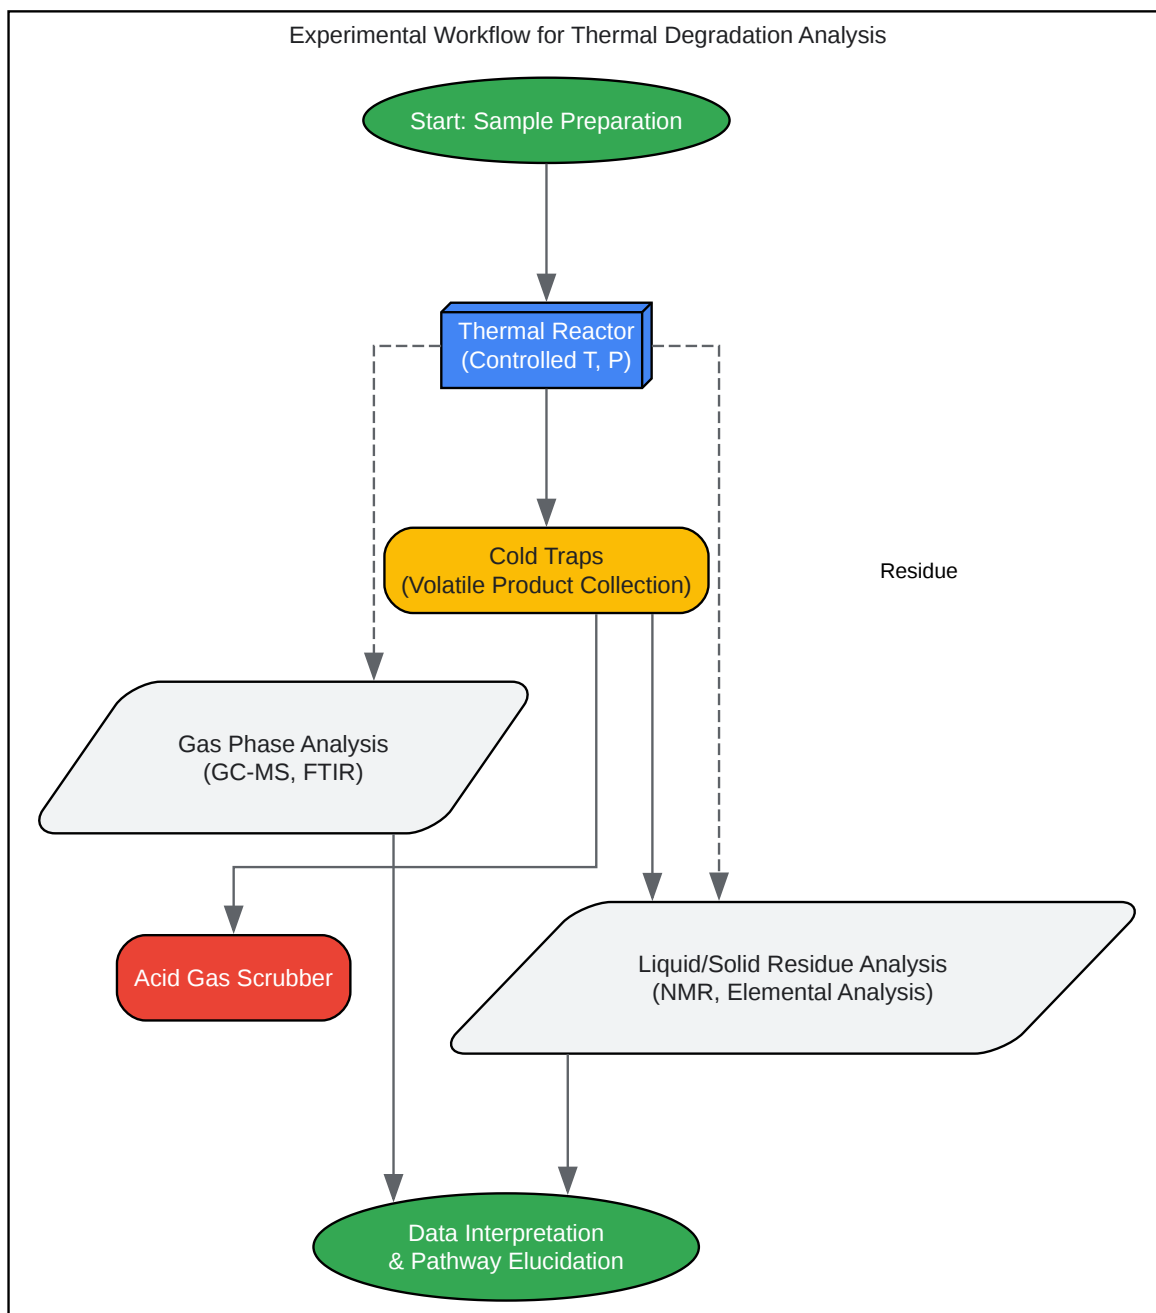 Experimental Workflow for Thermal Degradation Analysis
Start: Sample Preparation
Thermal Reactor
(Controlled T, P)
Cold Traps
(Volatile Product Collection)
Residue
Gas Phase Analysis
(GC-MS, FTIR)
Acid Gas Scrubber
Liquid/Solid Residue Analysis
(NMR, Elemental Analysis)
Data Interpretation
& Pathway Elucidation